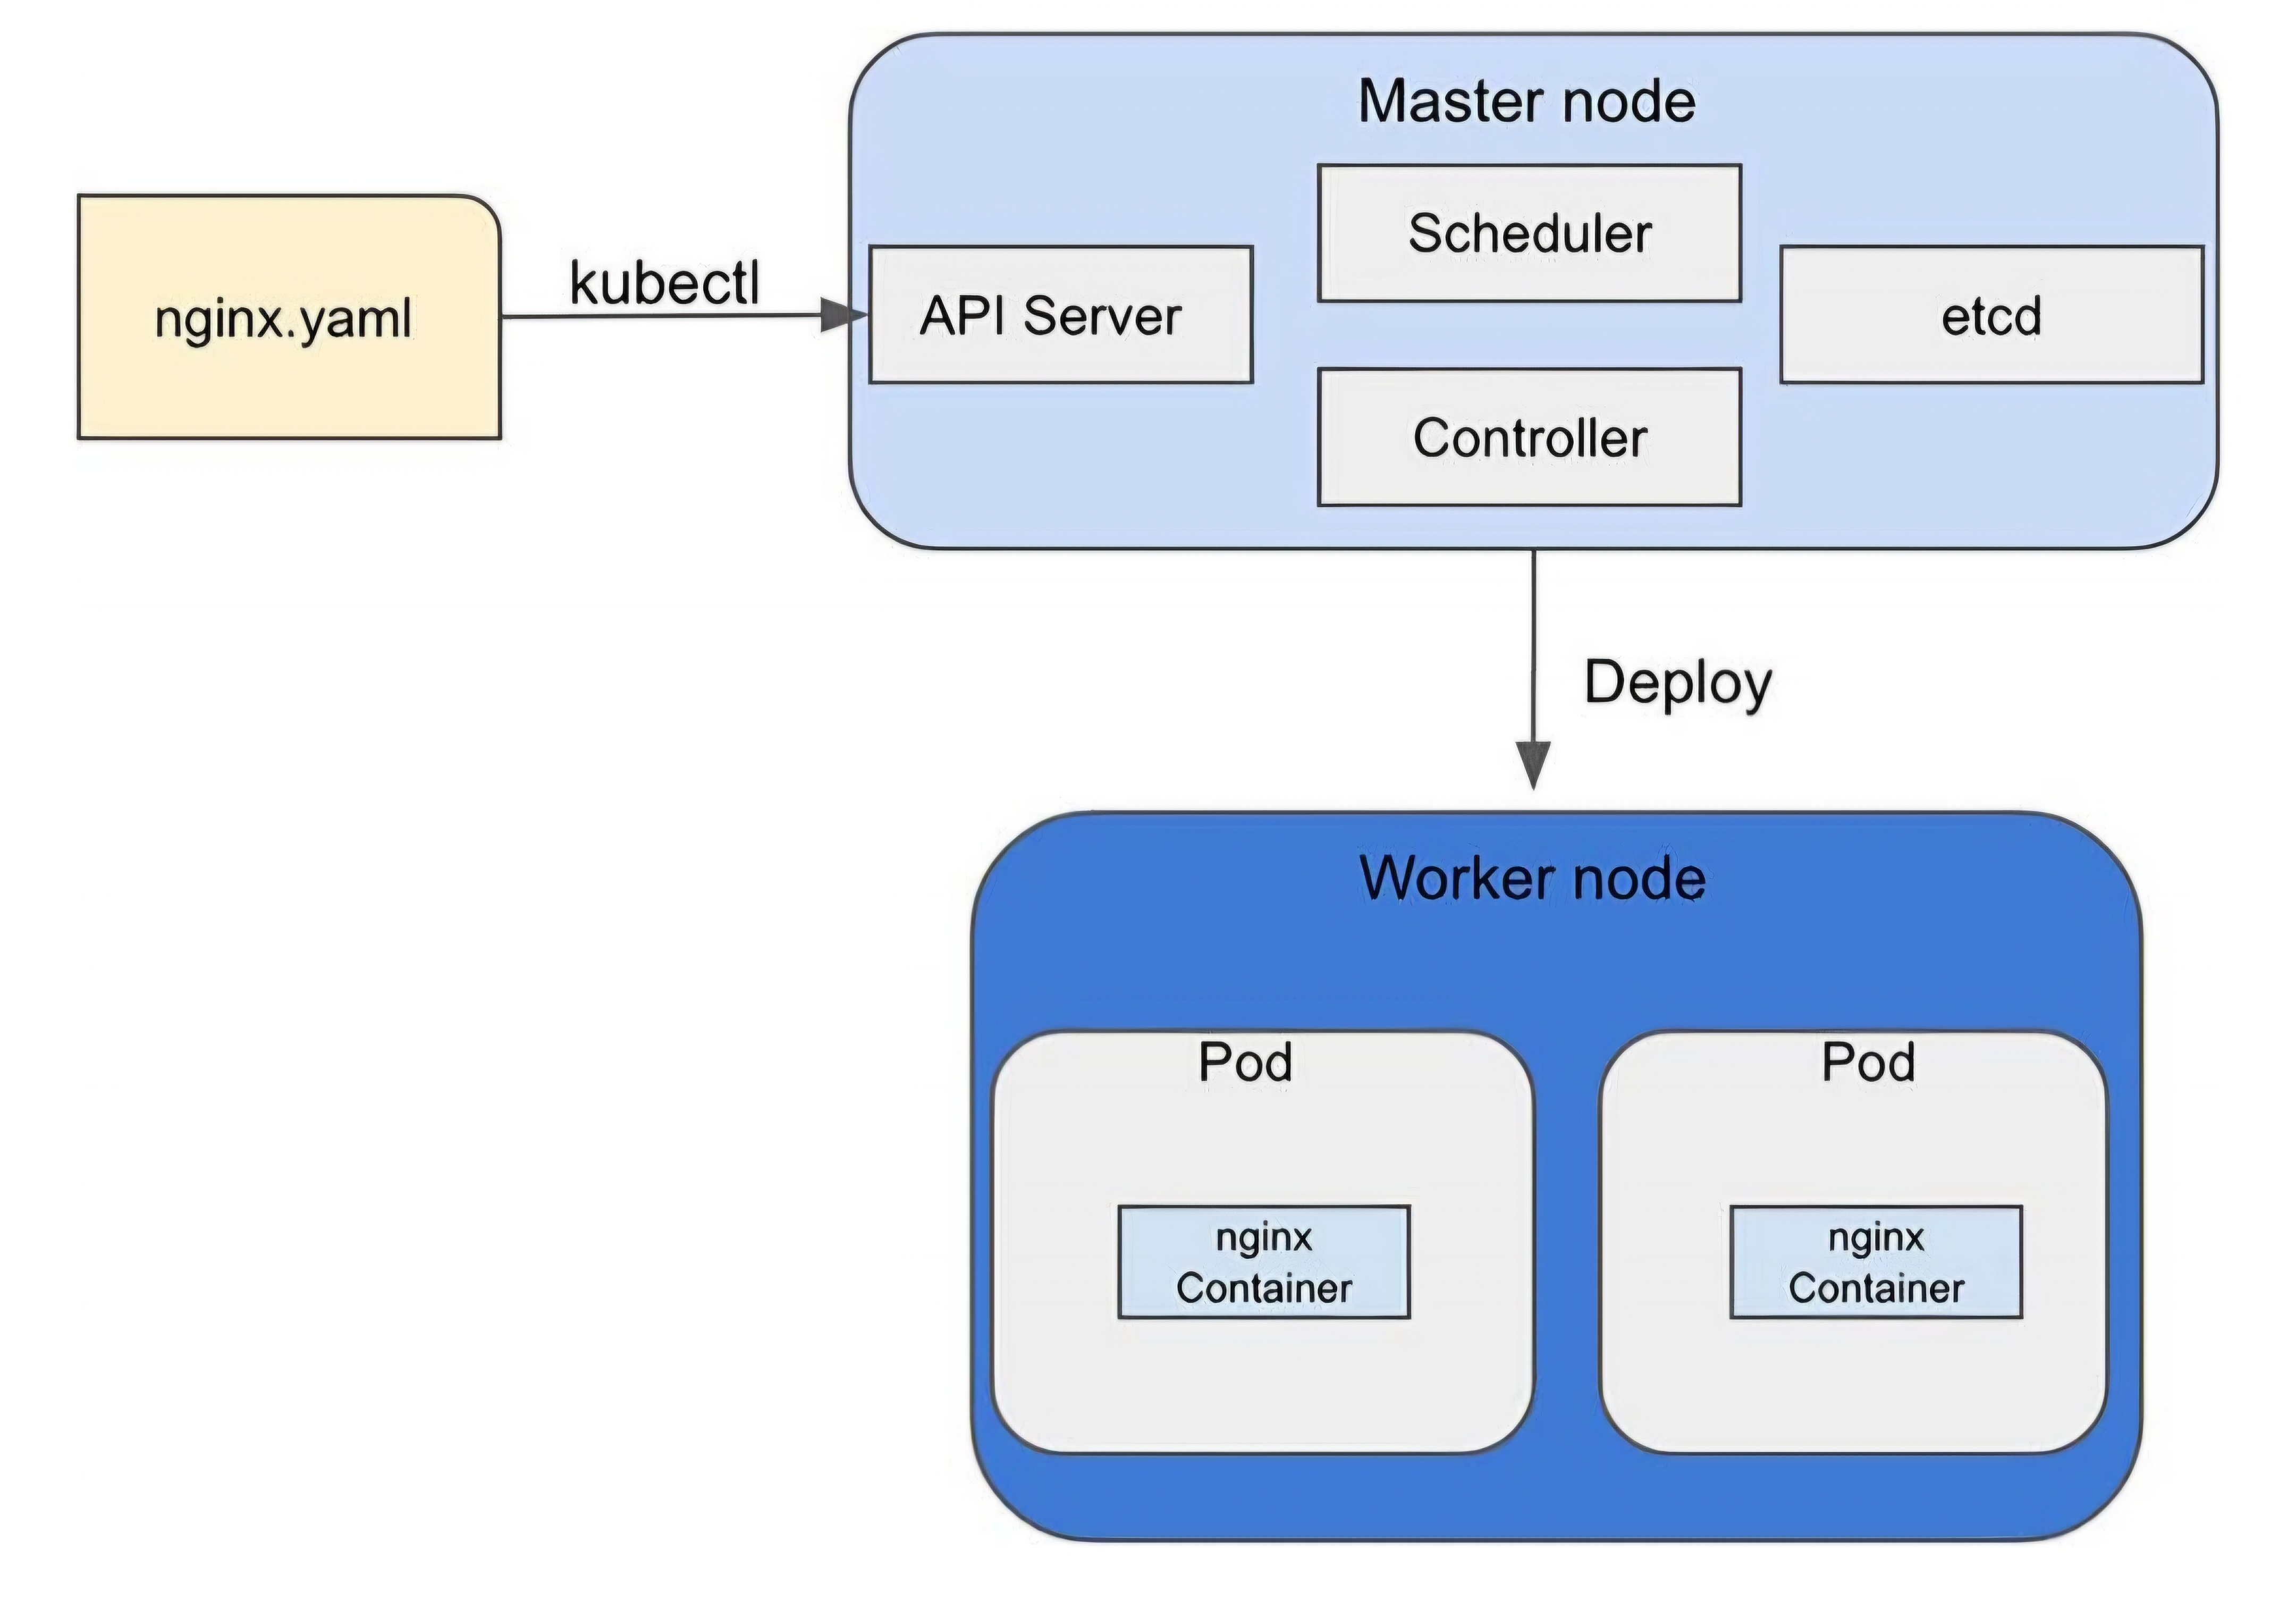 Master node
Scheduler
nginx.yaml
kubectl
API Server
etcd
Controller
Deploy
Worker node
Pod
Pod
nginx
Container
nginx
Container